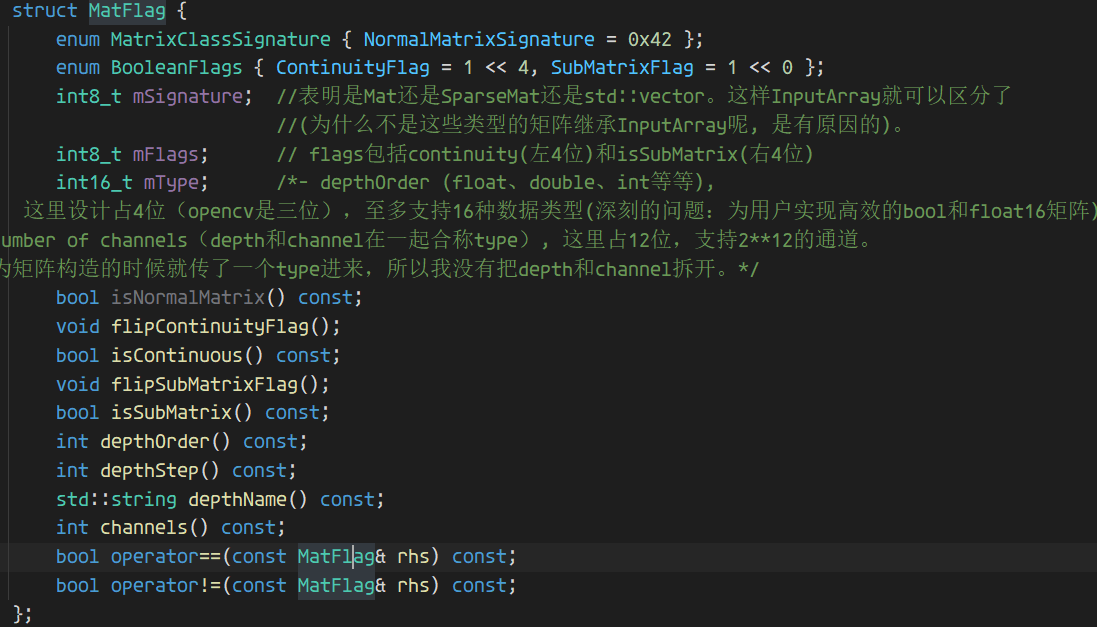 struct MatFlag {
enum MatrixClassSignature { NormalMatrixSignature = 0x42 };
enum BooleanFlags { ContinuityFlag = 1 << 4, SubMatrixFlag = 1 << 0 };
int8_t mSignature;  //表明是Mat还是SparseMat还是std::vector。这样InputArray就可以区分了
//(为什么不是这些类型的矩阵继承InputArray呢, 是有原因的)。
int8_t mFlags;      // flags包括continuity(左4位)和isSubMatrix(右4位)
int16_t mType;      /*- depthOrder (float、double、int等等),
这里设计占4位（opencv是三位）, 至多支持16种数据类型(深刻的问题: 为用户实现高效的bool和float16矩阵)
umber of channels（depth和channel在一起合称type）, 这里占12位, 支持2**12的通道。
为矩阵构造的时候就传了一个type进来, 所以我没有把depth和channel拆开。*/
bool isNormalMatrix() const;
void flipContinuityFlag();
bool isContinuous() const;
void flipSubMatrixFlag();
bool isSubMatrix() const;
int depthOrder() const;
int depthStep() const;
std::string depthName() const;
int channels() const;
bool operator==(const MatFlag& rhs) const;
bool operator!=(const MatFlag& rhs) const;
};